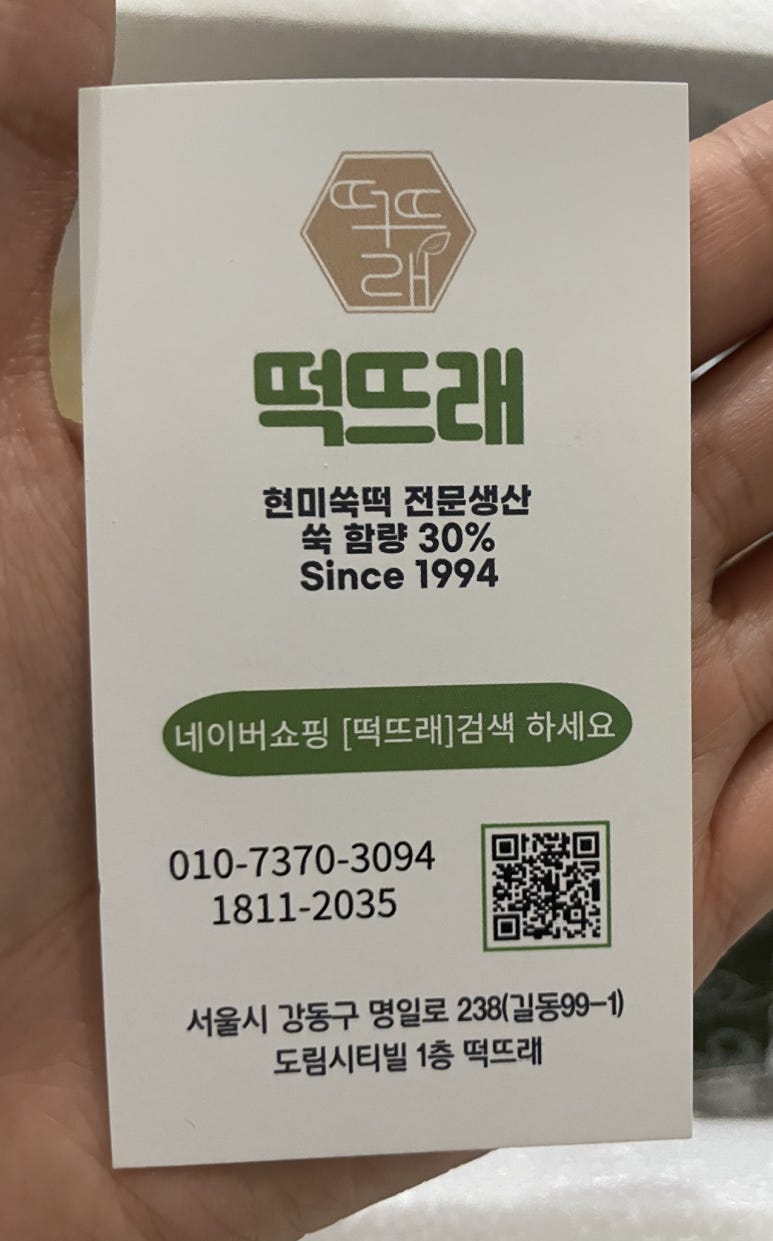 떡뜨
래
떡뜨래
현미쑥떡 전문생산
쑥 함량 30%
Since 1994
네이버쇼핑 [떡뜨래]검색 하세요
010-7370-3094
1811-2035
서울시 강동구 명일로 238(길동99-1)
도림시티빌 1층 떡뜨래